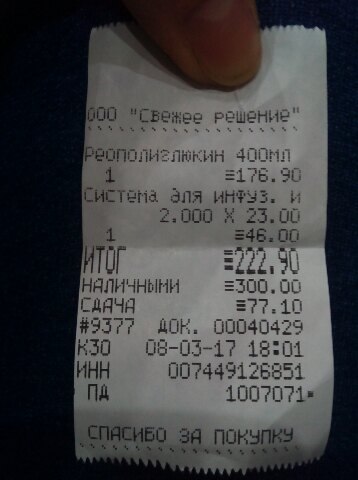 ООО "Свежее решение"
Реополиглюкин 400мл
1 ≡176.90
Система для инфуз. и
2.000 X 23.00
1 ≡46.00
ИТОГ ≡222.90
НАЛИЧНЫМИ ≡300.00
СДАЧА ≡77.10
#9377 ДОК. 00040429
К30 08-03-17 18:01
ИНН 007449126851
ПД 1007071
СПАСИБО ЗА ПОКУПКУ